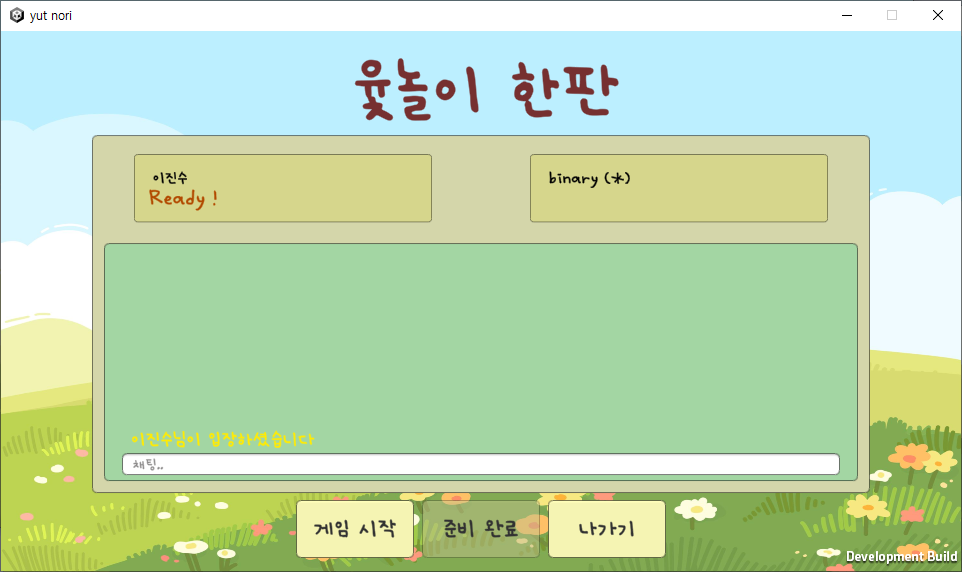 yut nori
윷놀이 한판
이진수
Ready !
binary (*)
이진수님이 입장하셨습니다
채팅..
게임 시작
준비 완료
나가기
Development Build